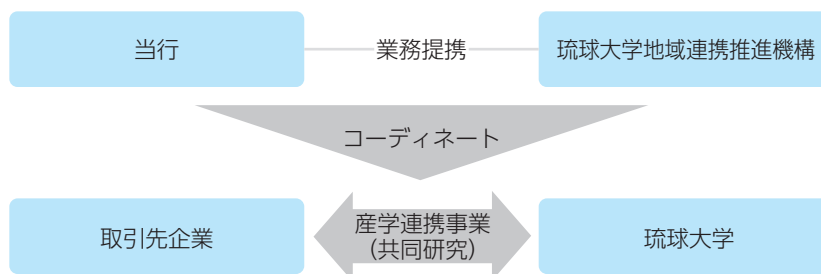 当行
業務提携
琉球大学地域連携推進機構
コーディネート
取引先企業
産学連携事業
(共同研究)
琉球大学